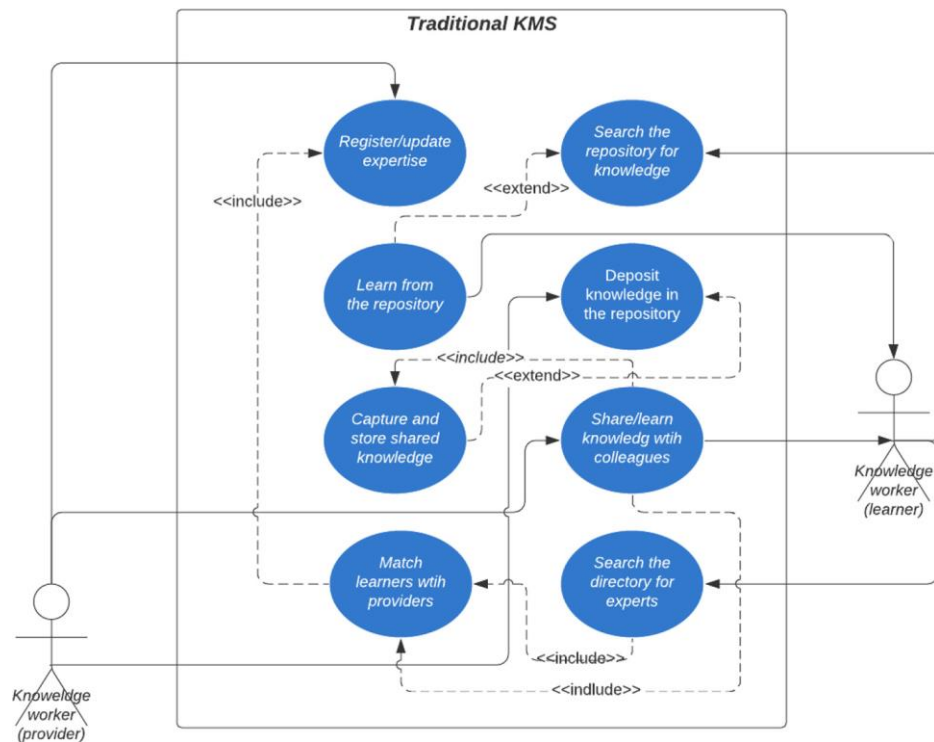 Traditional KMS
Register/update
expertise
Search the
repository for
knowledge
<<include>>
<<extend>>
Learn from
the repository
Deposit
knowledge in
the repository
<<include>>
<<extend>>
Capture and
store shared
knowledge
Share/learn
knowledg wtih
colleagues
Knowledge
worker
(learner)
Match
learners wtih
providers
Search the
directory for
experts
<<include>>
<<indlude>>
Knoweldge
worker
(provider)